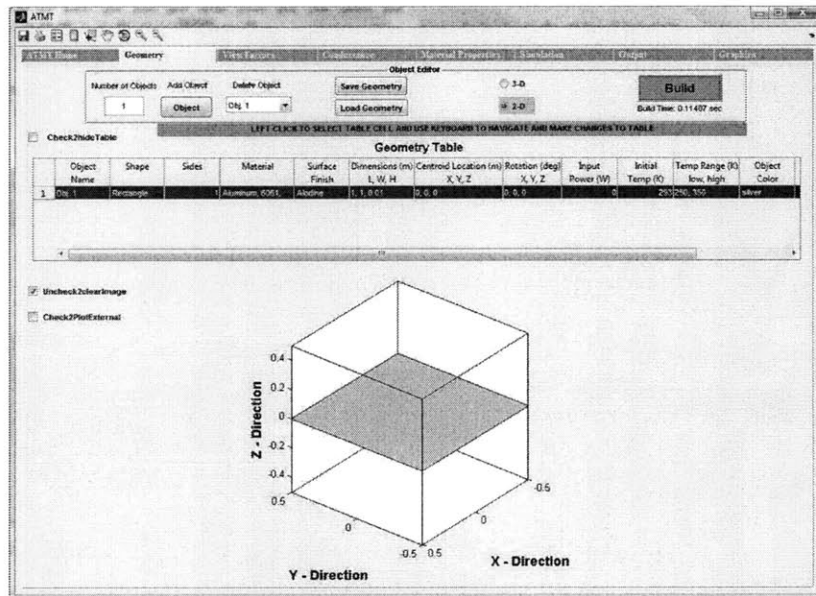 ATMT
ATMT Home Geometry View Factors Conductance Material Properties Simulation Output Graphics
Object Editor
Number of Objects Add Object Delete Object Save Geometry 3-D Build
1 Object Obj. 1 Load Geometry 2-D Build Time: 0.11407 sec
Check2hideTable
LEFT CLICK TO SELECT TABLE CELL AND USE KEYBOARD TO NAVIGATE AND MAKE CHANGES TO TABLE
Geometry Table
Object Shape Sides Material Surface Dimensions (m) Centroid Location (m) Rotation (deg) Input Initial Temp Range (K) Object
Name Finish L, W, H X, Y, Z X, Y, Z Power (W) Temp (K) low, high Color
1 Obj. 1 Rectangle 1 Aluminum, 6061, Alodine 1, 1, 0.01 0, 0, 0 0, 0, 0 0 293 250, 350 silver
Uncheck2clearImage
Check2PlotExternal
0.4
0.2
0
-0.2
-0.4
Z - Direction
0.5 0 -0.5 0.5 0 -0.5
Y - Direction X - Direction